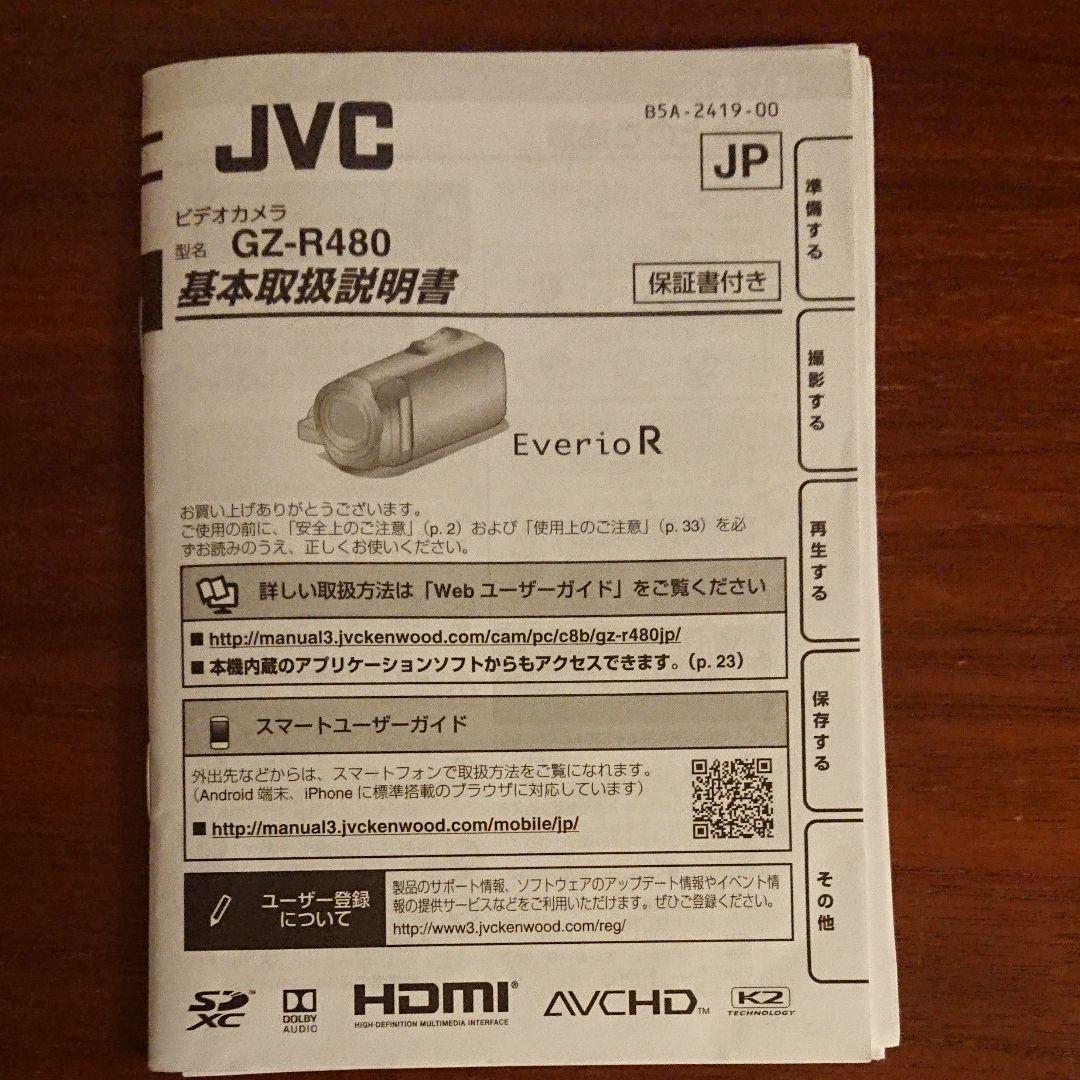 JVC
B5A-2419-00
JP
ビデオカメラ
型名 GZ-R480
基本取扱説明書
保証書付き
Everio R
お買い上げありがとうございます。
ご使用の前に、「安全上のご注意」(p. 2) および「使用上のご注意」(p. 33) を必
ずお読みのうえ、正しくお使いください。
詳しい取扱方法は「Web ユーザーガイド」をご覧ください
■ http://manual3.jvckenwood.com/cam/pc/c8b/gz-r480jp/
■ 本機内蔵のアプリケーションソフトからもアクセスできます。(p. 23)
スマートユーザーガイド
外出先などからは、スマートフォンで取扱方法をご覧になれます。
(Android 端末、iPhone に標準搭載のブラウザに対応しています)
■ http://manual3.jvckenwood.com/mobile/jp/
ユーザー登録
について
製品のサポート情報、ソフトウェアのアップデート情報やイベント情
報の提供サービスなどをご利用いただけます。ぜひご登録ください。
http://www3.jvckenwood.com/reg/
SD XC ™
DOLBY
AUDIO
HDMI®
HIGH-DEFINITION MULTIMEDIA INTERFACE
AVCHD™
K2
TECHNOLOGY
準備する
撮影する
再生する
保存する
その他